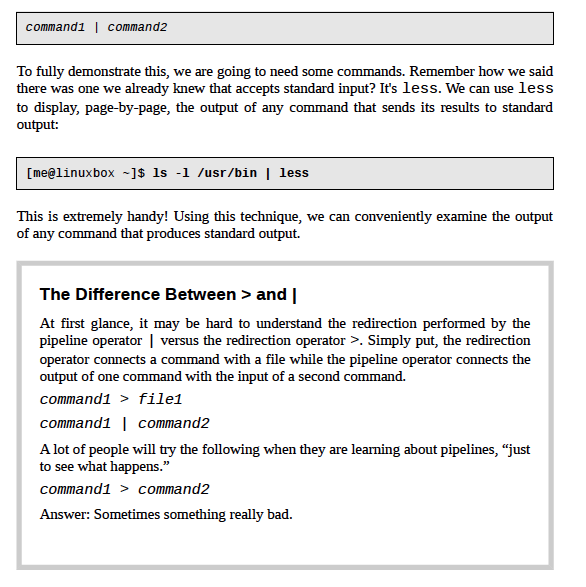 command1 | command2
To fully demonstrate this, we are going to need some commands. Remember how we said
there was one we already knew that accepts standard input? It's less. We can use less
to display, page-by-page, the output of any command that sends its results to standard
output:
[me@linuxbox ~]$ ls -l /usr/bin | less
This is extremely handy! Using this technique, we can conveniently examine the output
of any command that produces standard output.
The Difference Between > and |
At first glance, it may be hard to understand the redirection performed by the
pipeline operator | versus the redirection operator >. Simply put, the redirection
operator connects a command with a file while the pipeline operator connects the
output of one command with the input of a second command.
command1 > file1
command1 | command2
A lot of people will try the following when they are learning about pipelines, “just
to see what happens.”
command1 > command2
Answer: Sometimes something really bad.